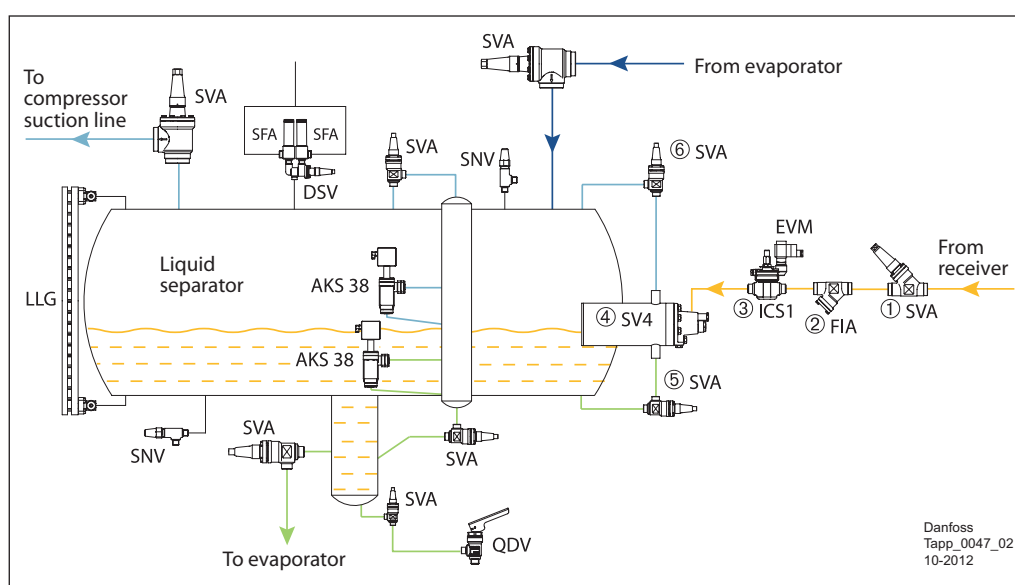 SVA
From evaporator
To
compressor
suction line
SVA
SFA SFA
DSV
SVA
SNV
⑥ SVA
EVM
From
receiver
LLG
Liquid
separator
AKS 38
④ SV4
③ ICS1
② FIA
① SVA
AKS 38
⑤ SVA
SNV
SVA
SVA
SVA
QDV
To evaporator
Danfoss
Tapp_0047_02
10-2012